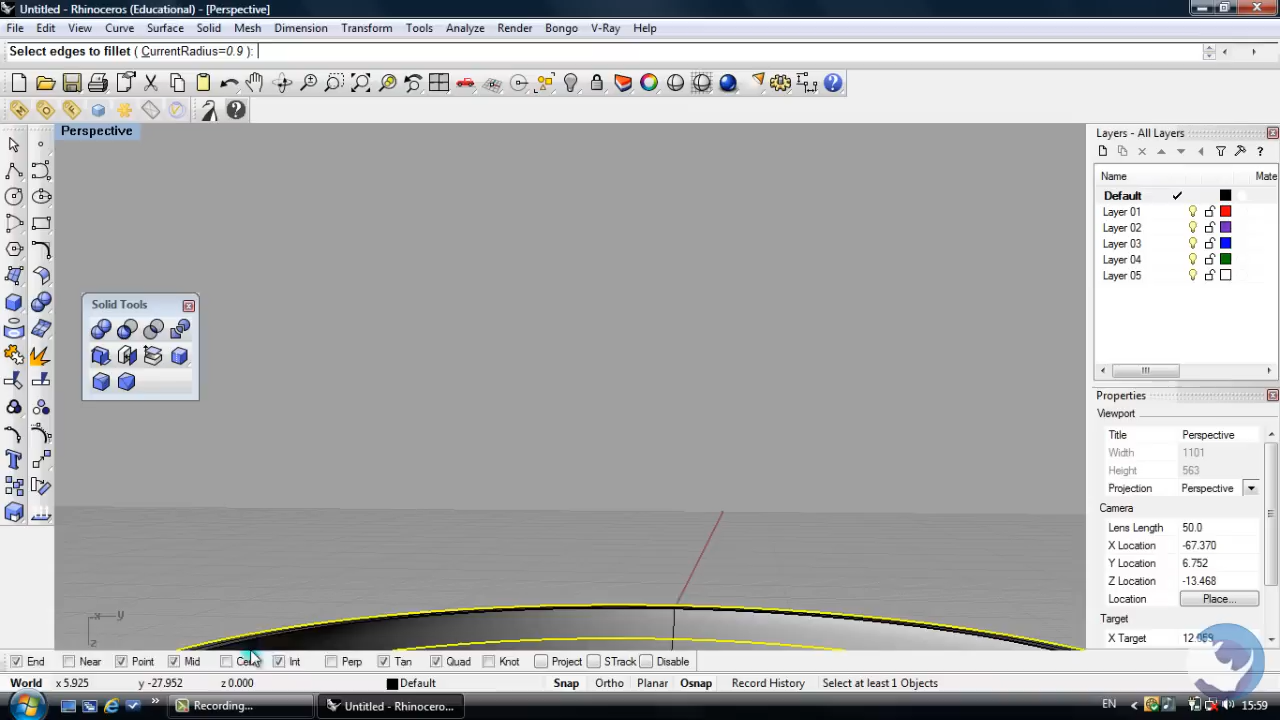 Untitled - Rhinoceros (Educational) - [Perspective]
File Edit View Curve Surface Solid Mesh Dimension Transform Tools Analyze Render Bongo V-Ray Help
Select edges to fillet ( CurrentRadius=0.9 ):
Perspective
Layers - All Layers
Name Mate
Default
Layer 01
Layer 02
Layer 03
Layer 04
Layer 05
Solid Tools
Properties
Viewport
Title Perspective
Width 1101
Height 563
Projection Perspective
Camera
Lens Length 50.0
X Location -67.370
Y Location 6.752
Z Location -13.468
Location Place...
Target
X Target
x y
z
End Near Point Mid Int Perp Tan Quad Knot Project STrack Disable
World x 5.925 y -27.952 z 0.000 Default Snap Ortho Planar Osnap Record History Select at least 1 Objects
Recording... Untitled - Rhinocero... EN 15:59